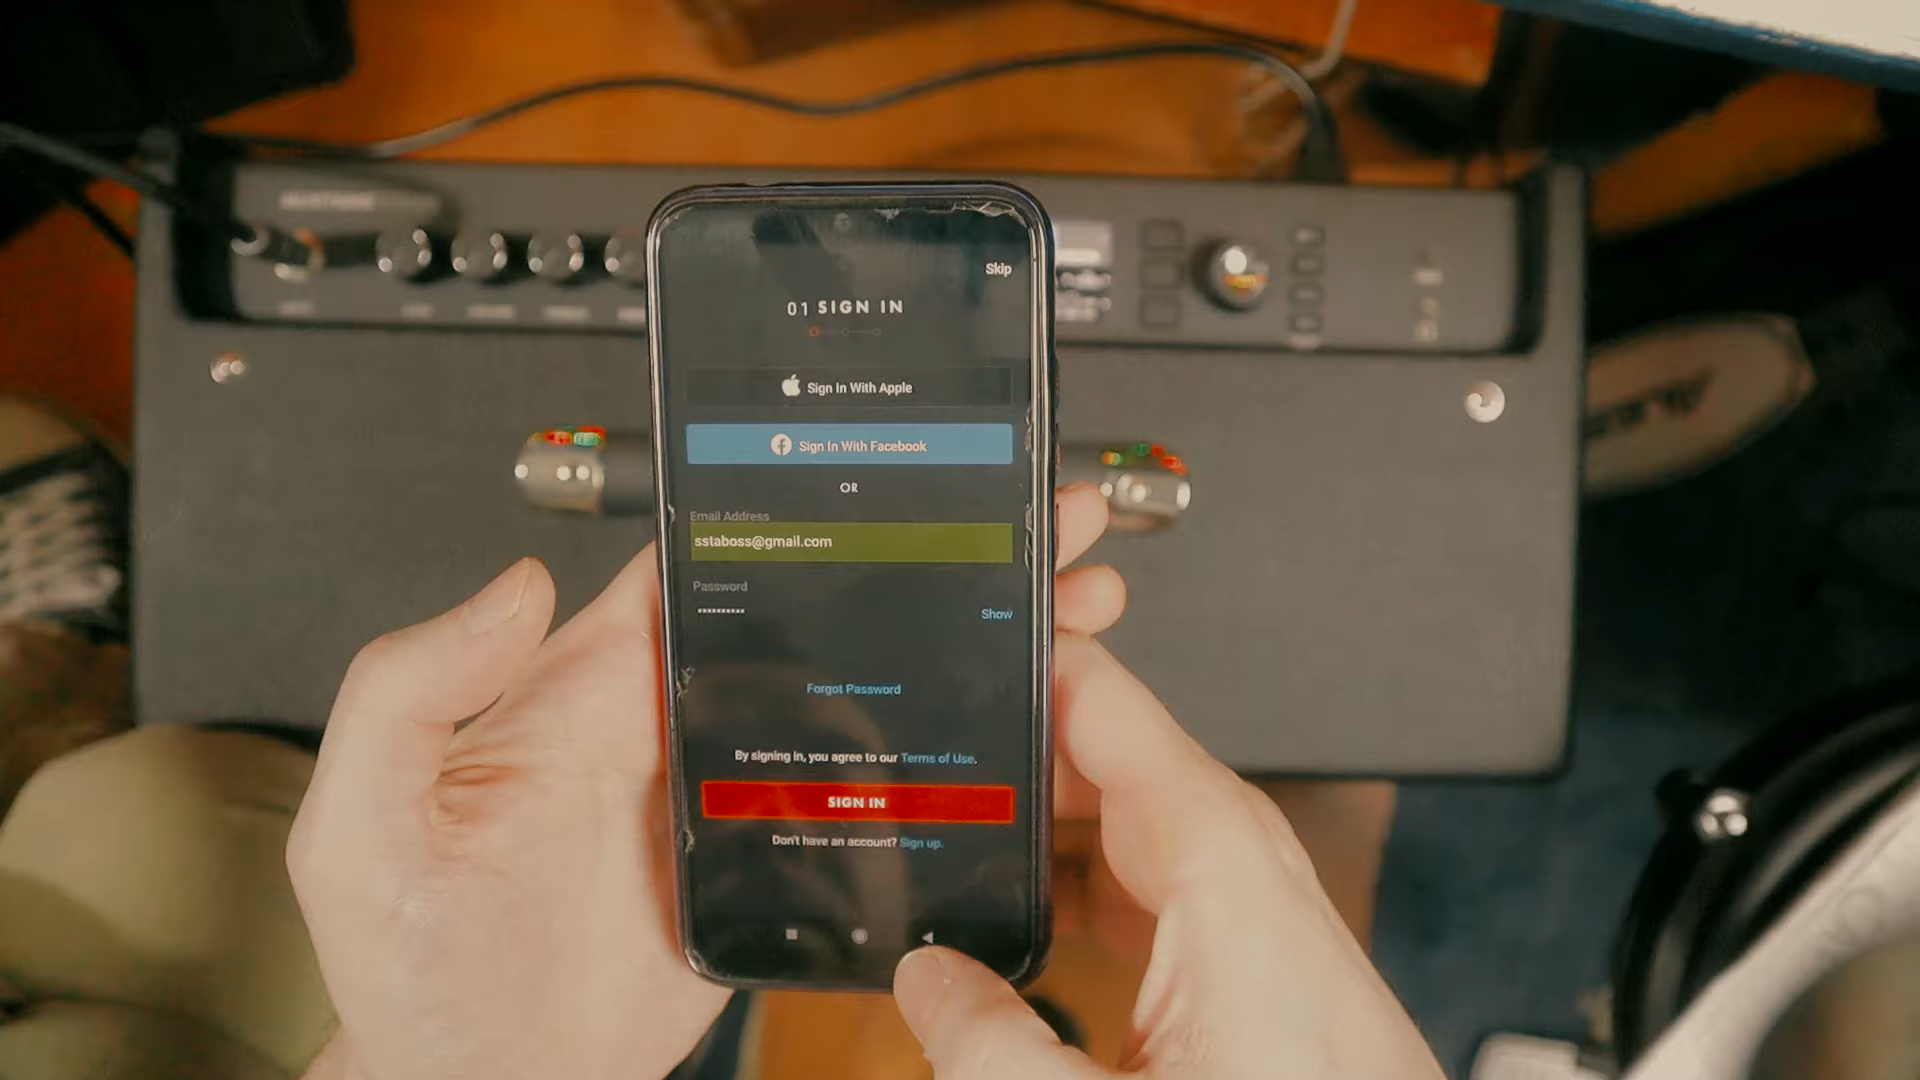 Skip
01 SIGN IN
Sign In With Apple
Sign In With Facebook
OR
Email Address
sstaboss@gmail.com
Password
••••••••••
Show
Forgot Password
By signing in, you agree to our Terms of Use.
SIGN IN
Don't have an account? Sign up.